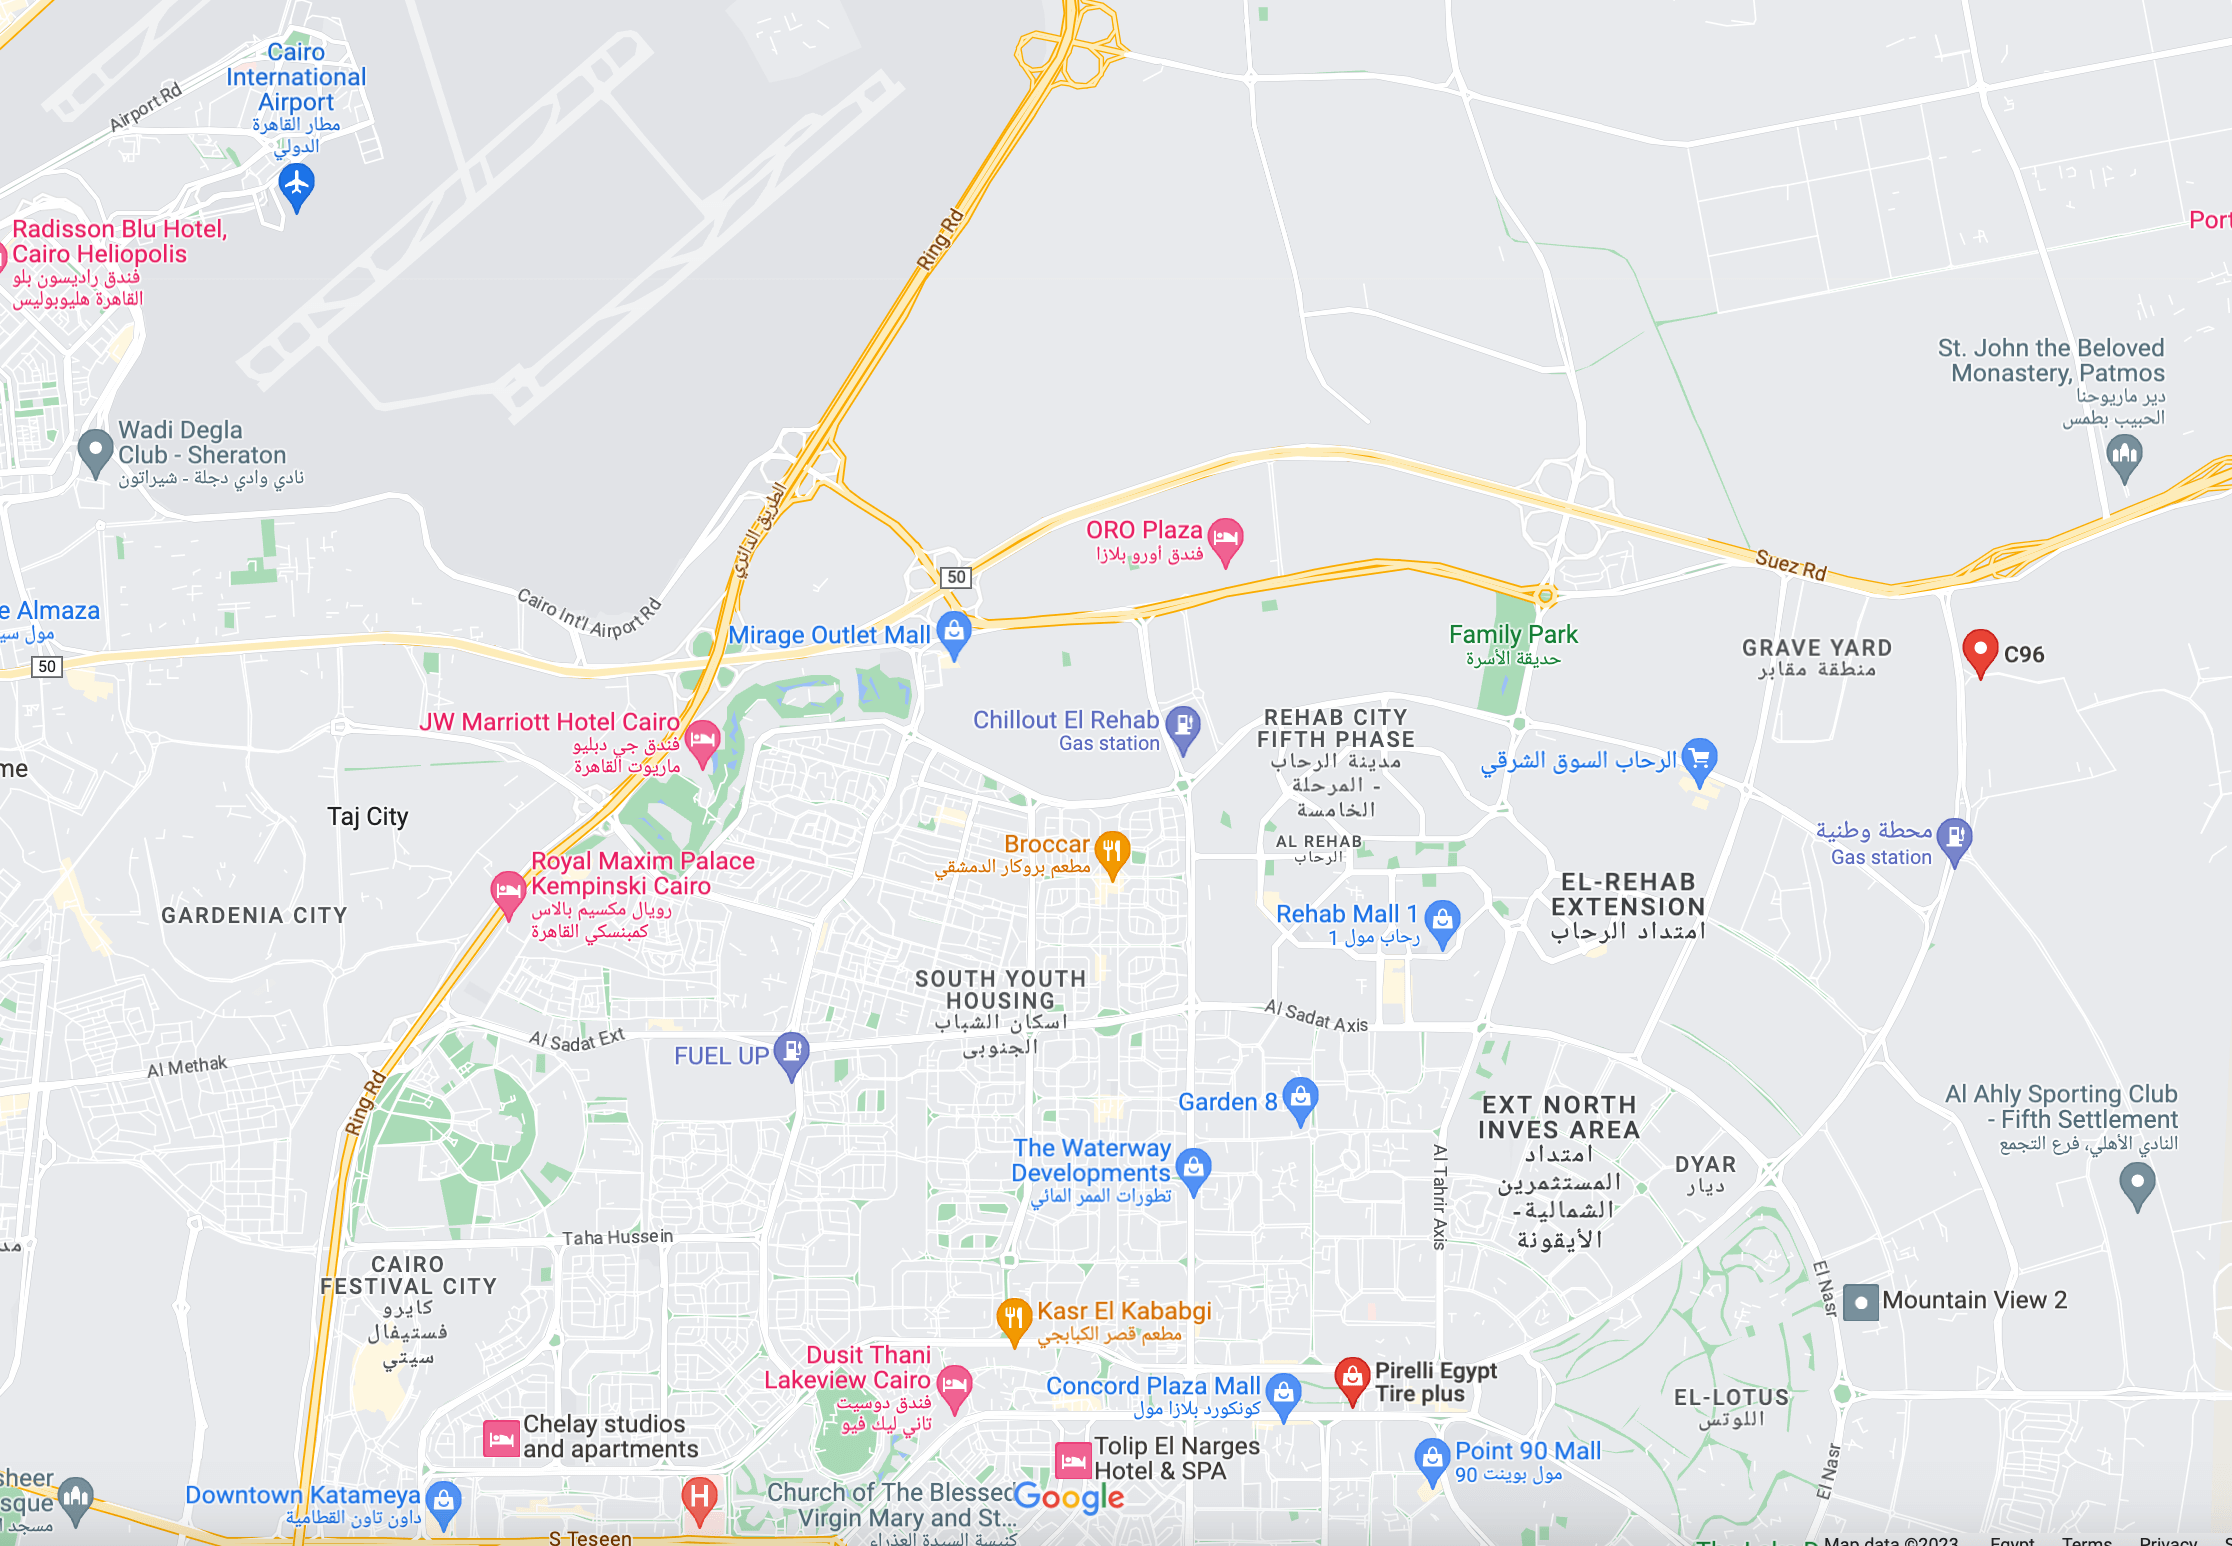 Cairo
International
Airport
مطار القاهرة
الدولي
Airport Rd
Radisson Blu Hotel,
Cairo Heliopolis
فندق راديسون بلو
القاهرة هليوبوليس
Ring Rd
Port
St. John the Beloved
Monastery, Patmos
دير ماريوحنا
الحبيب بطمس
Wadi Degla
Club - Sheraton
نادي وادي دجلة - شيراتون
الطريق الدائري
ORO Plaza
فندق أورو بلازا
Suez Rd
50
Cairo Int'l Airport Rd
e Almaza
مول سي
Mirage Outlet Mall
50
Family Park
حديقة الأسرة
GRAVE YARD
منطقة مقابر
C96
JW Marriott Hotel Cairo
فندق جي دبليو
ماريوت القاهرة
Chillout El Rehab
Gas station
REHAB CITY
FIFTH PHASE
مدينة الرحاب
- المرحلة
الخامسة
الرحاب السوق الشرقي
me
Taj City
AL REHAB
الرحاب
محطة وطنية
Gas station
Broccar
مطعم بروكار الدمشقي
Royal Maxim Palace
Kempinski Cairo
رويال مكسيم بالاس
كمبنسكي القاهرة
GARDENIA CITY
Rehab Mall 1
رحاب مول 1
EL-REHAB
EXTENSION
امتداد الرحاب
SOUTH YOUTH
HOUSING
اسكان الشباب
الجنوبى
Al Sadat Axis
Al Sadat Ext
FUEL UP
Al Methak
Ring Rd
Garden 8
EXT NORTH
INVES AREA
امتداد
المستثمرين
الشمالية-
الأيقونة
Al Ahly Sporting Club
- Fifth Settlement
النادي الأهلي، فرع التجمع
The Waterway
Developments
تطورات الممر المائي
Al Tahrir Axis
DYAR
ديار
Taha Hussein
مد
CAIRO
FESTIVAL CITY
كايرو
فستيفال
سيتي
El Nasr
Mountain View 2
Kasr El Kababgi
مطعم قصر الكبابجي
Dusit Thani
Lakeview Cairo
فندق دوسيت
تاني ليك فيو
Concord Plaza Mall
كونكورد بلازا مول
Pirelli Egypt
Tire plus
EL-LOTUS
اللوتس
Chelay studios
and apartments
Tolip El Narges
Hotel & SPA
Point 90 Mall
مول بوينت 90
El Nasr
sheer
sque
مسجد ا
Downtown Katameya
داون تاون القطامية
H
Church of The Blessed
Virgin Mary and St...
كنيسة السيدة العذراء
Google
S Teseen
Map data ©2023
Egypt
Terms
Privacy